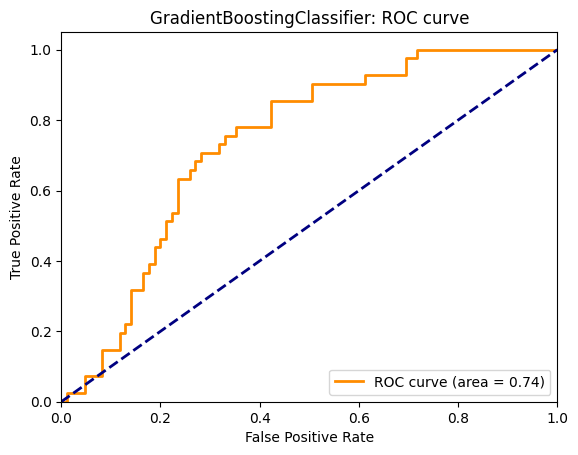 GradientBoostingClassifier: ROC curve
1.0
0.8
0.6
0.4
0.2
0.0
True Positive Rate
0.0 0.2 0.4 0.6 0.8 1.0
False Positive Rate
ROC curve (area = 0.74)